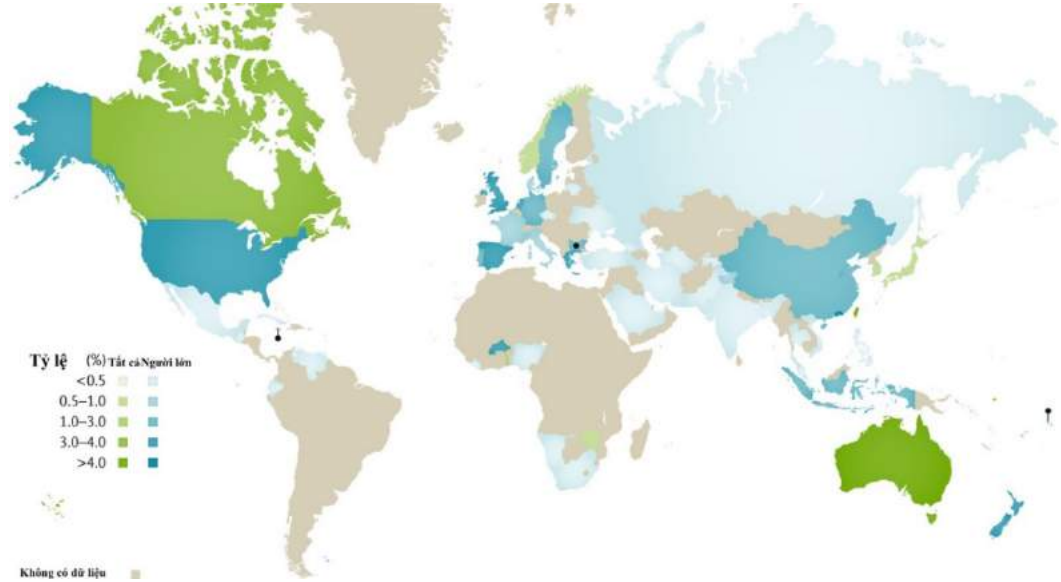 Tỷ lệ (%) Tất cả Người lớn
<0.5
0.5–1.0
1.0–3.0
3.0–4.0
>4.0
Không có dữ liệu